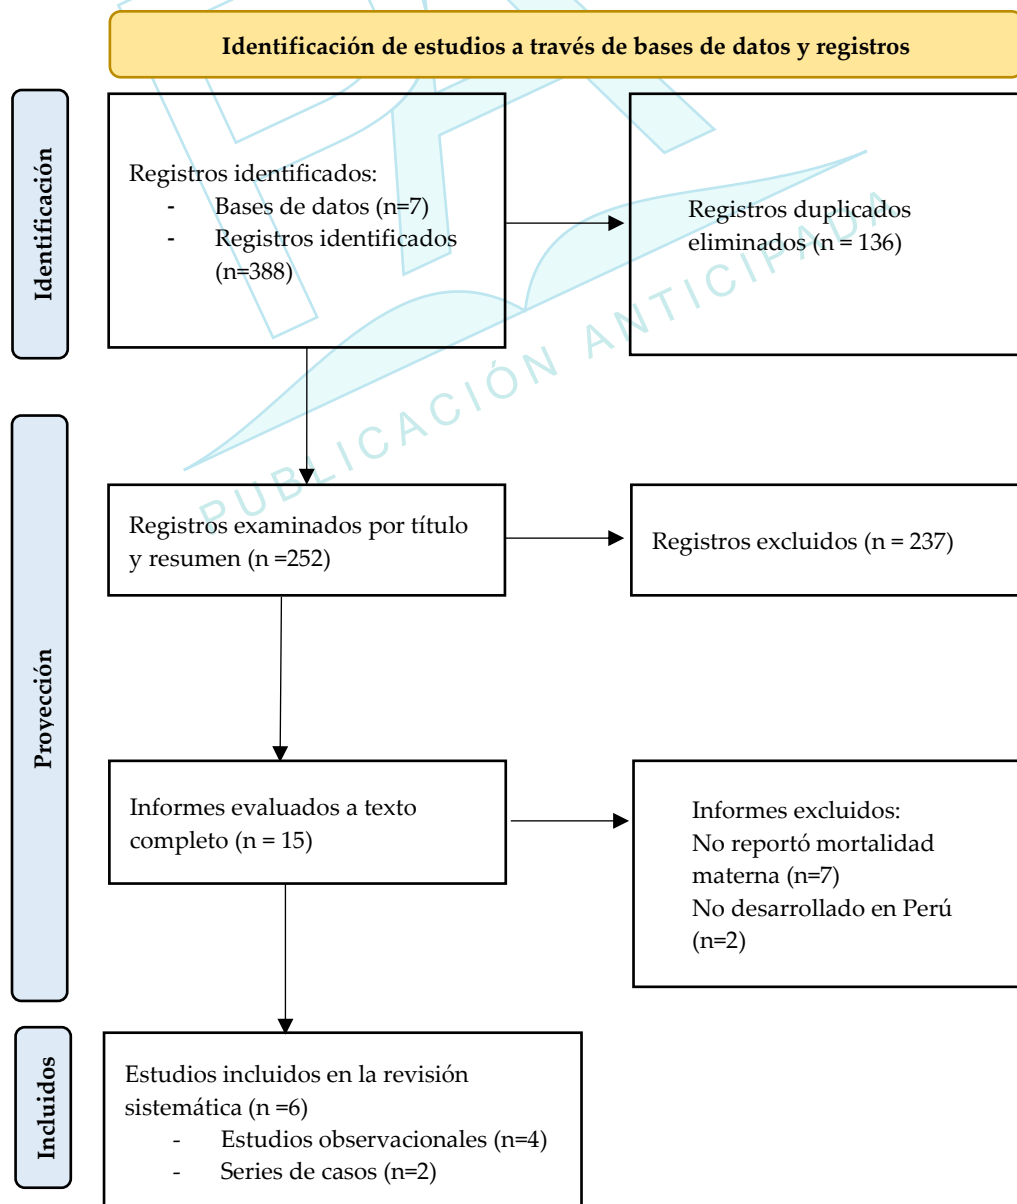 Identificación de estudios a través de bases de datos y registros
Identificación
Registros identificados:
- Bases de datos (n=7)
- Registros identificados
(n=388)
Registros duplicados
eliminados (n = 136)
PUBLICACIÓN ANTICIPADA
Proyección
Registros examinados por título
y resumen (n =252)
Registros excluidos (n = 237)
Informes evaluados a texto
completo (n = 15)
Informes excluidos:
No reportó mortalidad
materna (n=7)
No desarrollado en Perú
(n=2)
Incluidos
Estudios incluidos en la revisión
sistemática (n =6)
- Estudios observacionales (n=4)
- Series de casos (n=2)